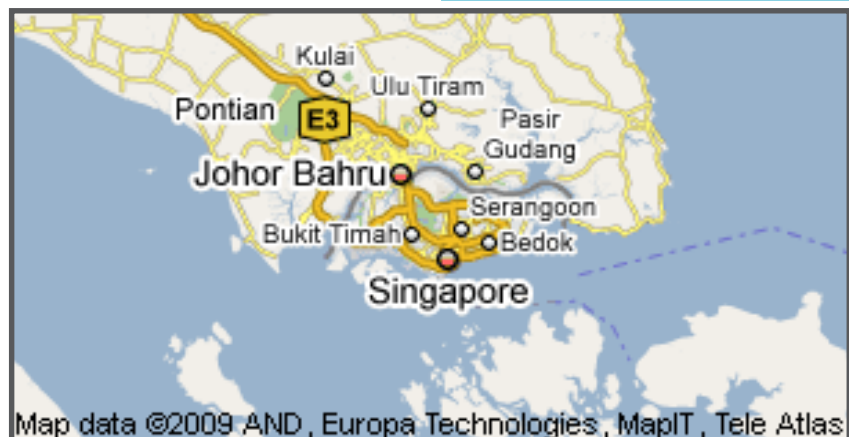 Kulai
Ulu Tiram
Pontian
E3
Pasir
Gudang
Johor Bahru
Serangoon
Bukit Timah
Bedok
Singapore
Map data ©2009 AND, Europa Technologies, MapIT, Tele Atlas